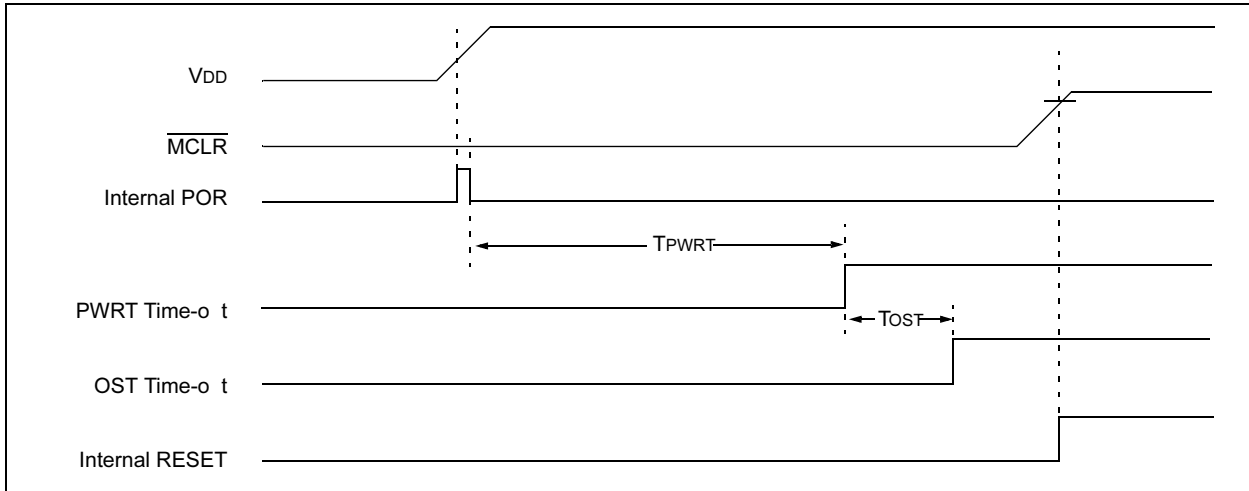 VDD
MCLR
Internal POR
TPWRT
PWRT Time-o t
TOST
OST Time-o t
Internal RESET